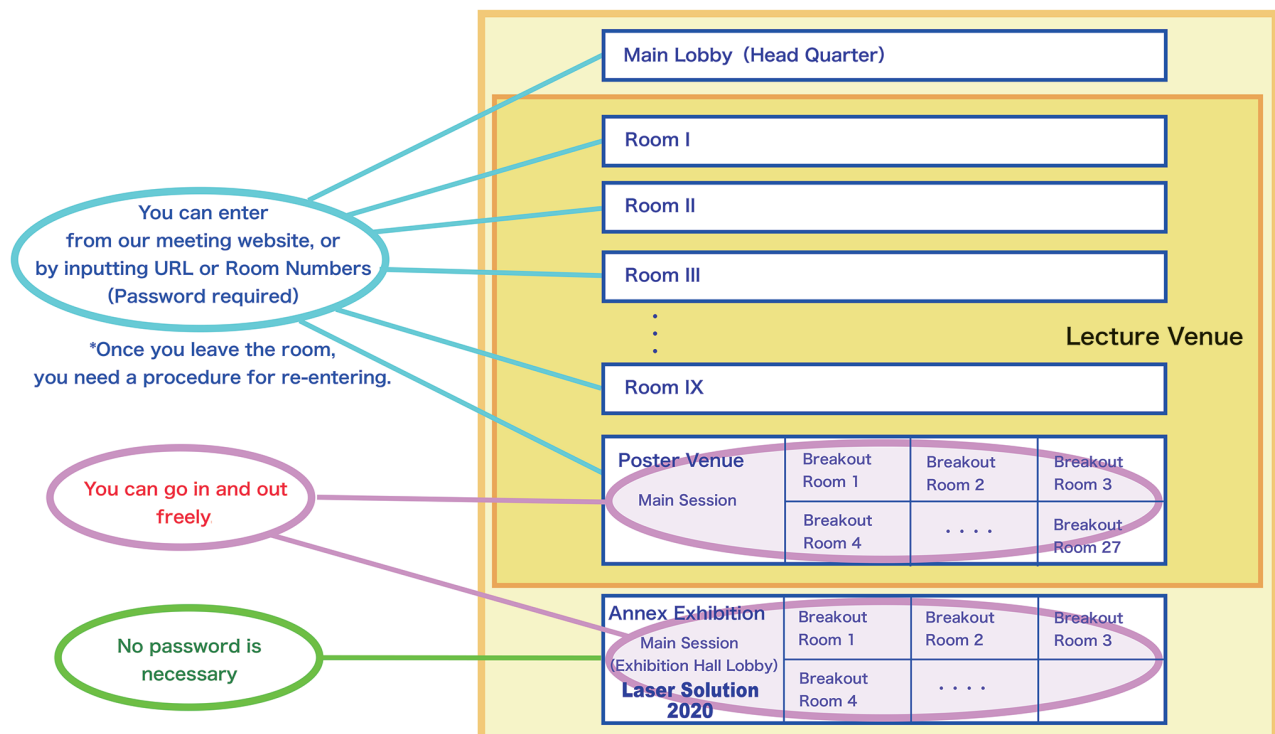 Main Lobby (Head Quarter)
Room I
Room II
Room III
Room IX
Lecture Venue
You can enter
from our meeting website, or
by inputting URL or Room Numbers
(Password required)
*Once you leave the room,
you need a procedure for re-entering.
You can go in and out
freely
No password is
necessary
Poster Venue
Main Session
Breakout
Room 1
Breakout
Room 2
Breakout
Room 3
Breakout
Room 4
. . . .
Breakout
Room 27
Annex Exhibition
Main Session
(Exhibition Hall Lobby)
Laser Solution
2020
Breakout
Room 1
Breakout
Room 2
Breakout
Room 3
Breakout
Room 4
. . . .